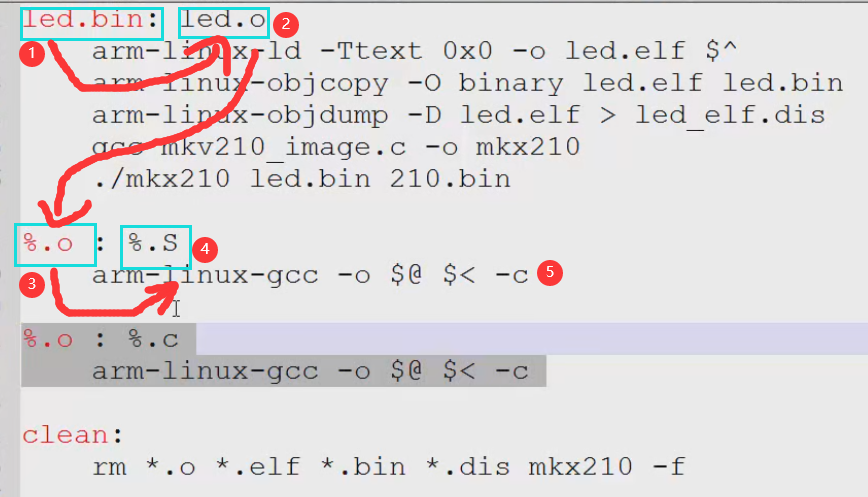 led.bin: led.o 2
1 arm-linux-ld -Ttext 0x0 -o led.elf $^
arm-linux-objcopy -O binary led.elf led.bin
arm-linux-objdump -D led.elf > led_elf.dis
gcc mkv210_image.c -o mkx210
./mkx210 led.bin 210.bin
%.o : %.S 4
3 arm-linux-gcc -o $@ $< -c 5
%.o : %.c
arm-linux-gcc -o $@ $< -c
clean:
rm *.o *.elf *.bin *.dis mkx210 -f